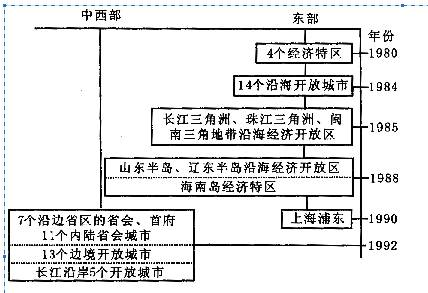 中西部
东部
年份
4个经济特区
1980
14个沿海开放城市
1984
长江三角洲、珠江三角洲、闽
南三角地带沿海经济开放区
1985
山东半岛、辽东半岛沿海经济开放区
海南岛经济特区
1988
上海浦东
1990
7个沿边省区的省会、首府
11个内陆省会城市
13个边境开放城市
长江沿岸5个开放城市
1992